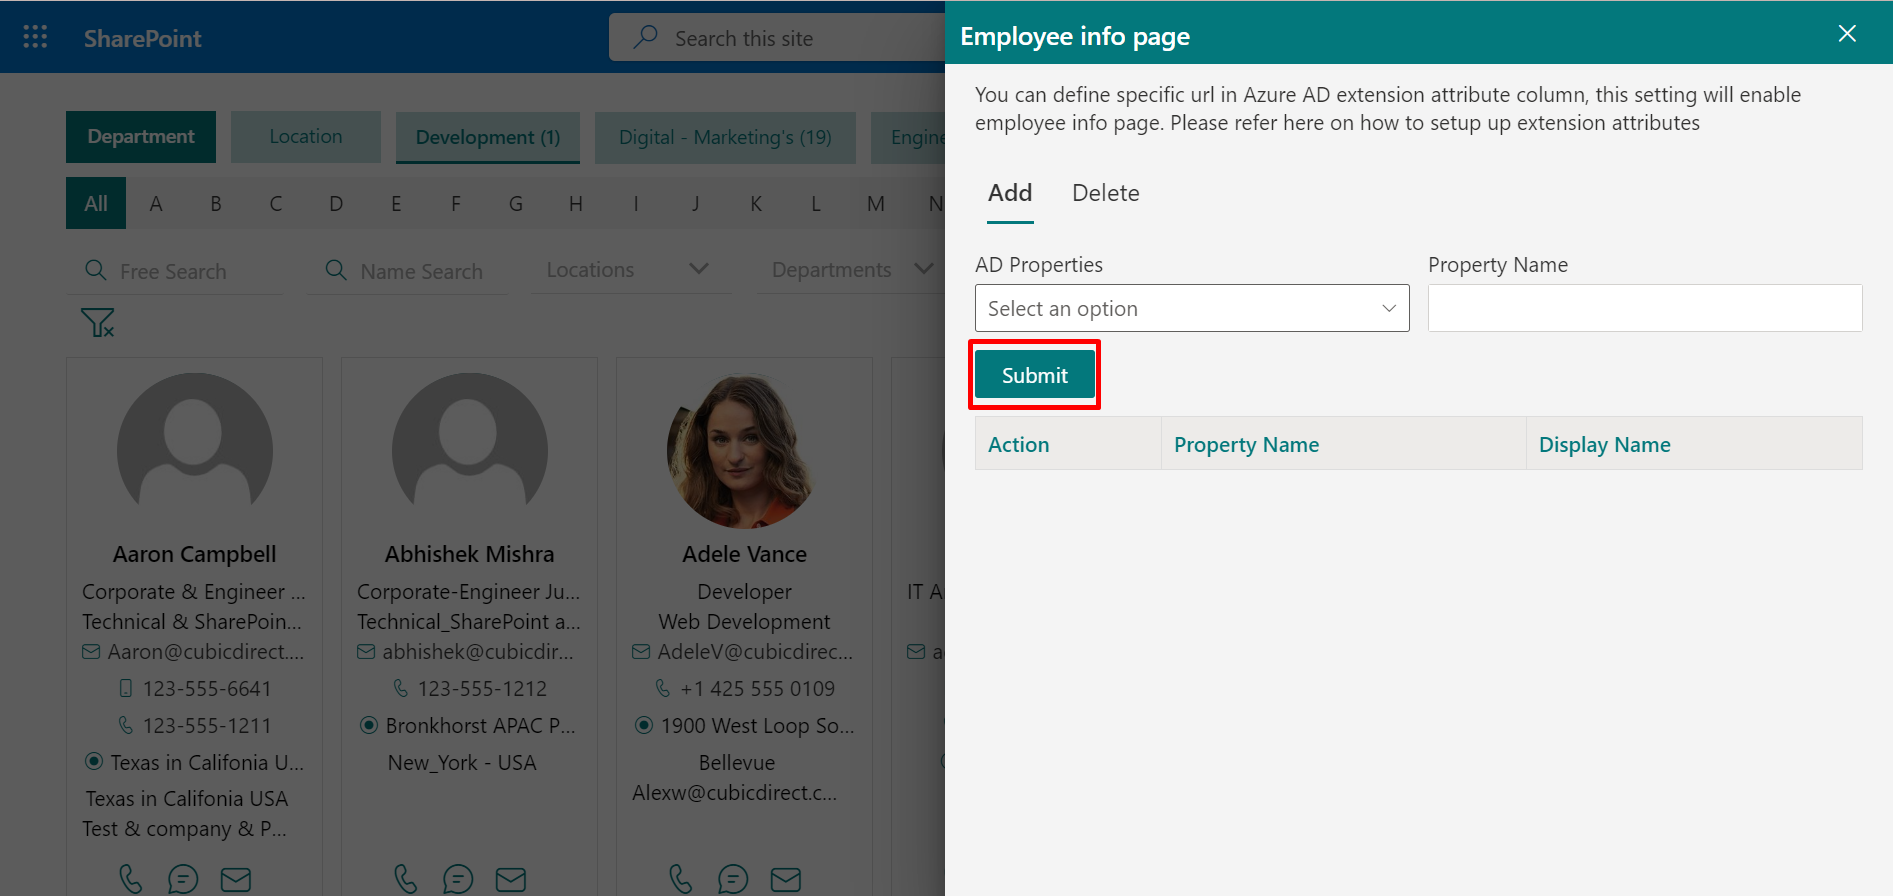 SharePoint
Search this site
Employee info page
You can define specific url in Azure AD extension attribute column, this setting will enable
employee info page. Please refer here on how to setup up extension attributes
Department
Location
Development (1)
Digital - Marketing's (19)
Engine
All A B C D E F G H I J K L M N
Free Search
Name Search
Locations
Departments
Add
Delete
AD Properties
Property Name
Select an option
Submit
Action
Property Name
Display Name
Aaron Campbell
Corporate & Engineer ...
Technical & SharePoin...
Aaron@cubicdirect....
123-555-6641
123-555-1211
Texas in Califonia U...
Texas in Califonia USA
Test & company & P...
Abhishek Mishra
Corporate-Engineer Ju...
Technical_SharePoint a...
abhishek@cubicdir...
123-555-1212
Bronkhorst APAC P...
New_York - USA
Adele Vance
Developer
Web Development
AdeleV@cubicdirec...
+1 425 555 0109
1900 West Loop So...
Bellevue
Alexw@cubicdirect.c...
IT A